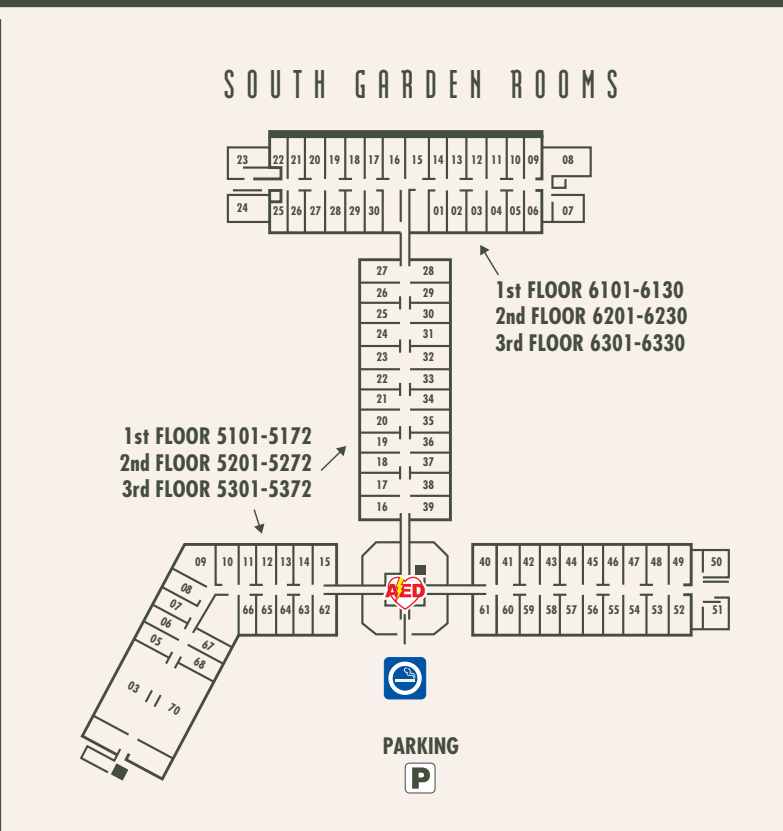 SOUTH GARDEN ROOMS
23 22 21 20 19 18 17 16 15 14 13 12 11 10 09 08
24 25 26 27 28 29 30 01 02 03 04 05 06 07
27 28
26 29
25 30
24 31
23 32
22 33
21 34
20 35
19 36
18 37
17 38
16 39
1st FLOOR 6101-6130
2nd FLOOR 6201-6230
3rd FLOOR 6301-6330
1st FLOOR 5101-5172
2nd FLOOR 5201-5272
3rd FLOOR 5301-5372
09 10 11 12 13 14 15
40 41 42 43 44 45 46 47 48 49 50
08
07
06
05
03
66 65 64 63 62
67
68
70
AED
61 60 59 58 57 56 55 54 53 52 51
PARKING
P